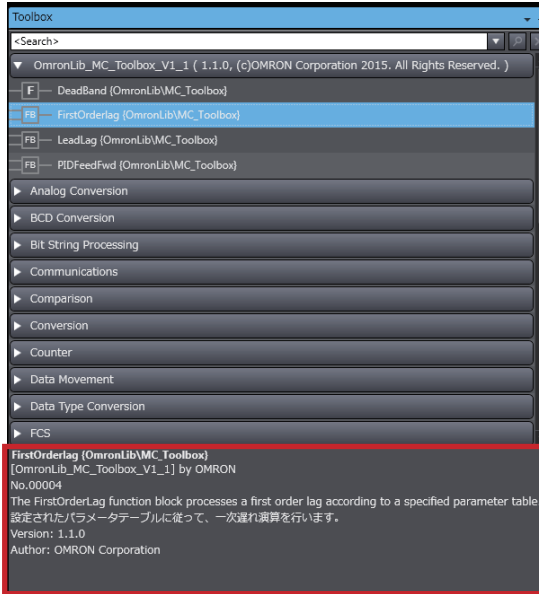 Toolbox
<Search>
OmronLib_MC_Toolbox_V1_1 ( 1.1.0, (c)OMRON Corporation 2015. All Rights Reserved. )
F DeadBand {OmronLib\MC_Toolbox}
FB FirstOrderlag {OmronLib\MC_Toolbox}
FB LeadLag {OmronLib\MC_Toolbox}
FB PIDFeedFwd {OmronLib\MC_Toolbox}
Analog Conversion
BCD Conversion
Bit String Processing
Communications
Comparison
Conversion
Counter
Data Movement
Data Type Conversion
FCS
FirstOrderlag {OmronLib\MC_Toolbox}
[OmronLib_MC_Toolbox_V1_1] by OMRON
No.00004
The FirstOrderLag function block processes a first order lag according to a specified parameter table
設定されたパラメータテーブルに従って、一次遅れ演算を行います。
Version: 1.1.0
Author: OMRON Corporation